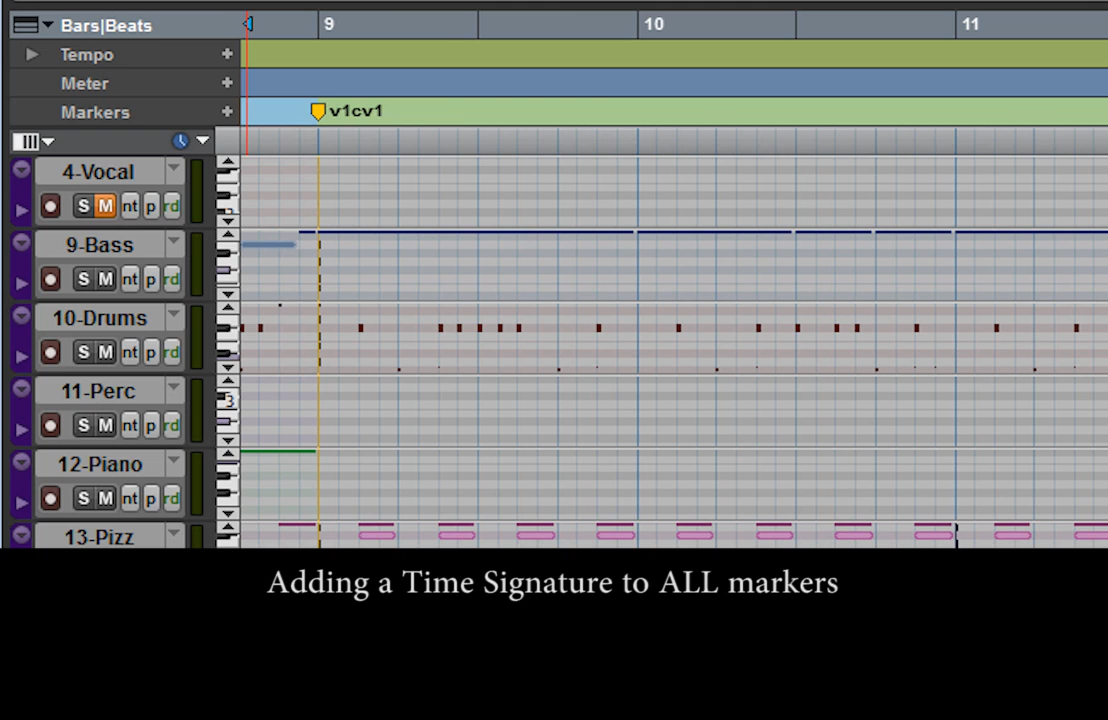 Bars|Beats
9
10
11
Tempo
Meter
Markers
v1cv1
4-Vocal
S M nt p rd
9-Bass
S M nt p rd
10-Drums
S M nt p rd
11-Perc
3
S M nt p rd
12-Piano
S M nt p rd
13-Pizz
Adding a Time Signature to ALL markers